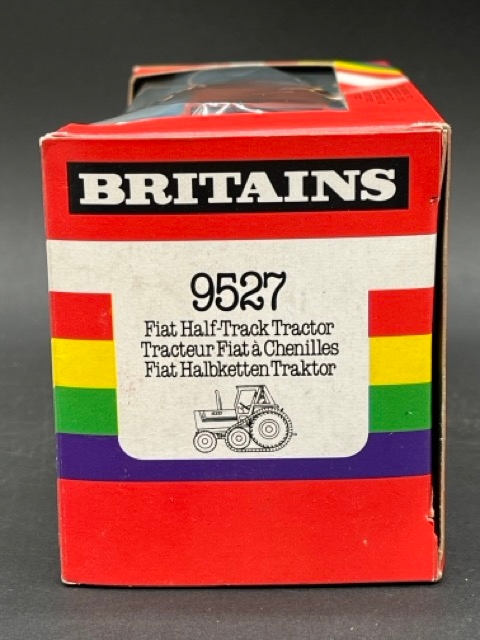 BRITAINS
9527
Fiat Half-Track Tractor
Tracteur Fiat à Chenilles
Fiat Halbketten Traktor